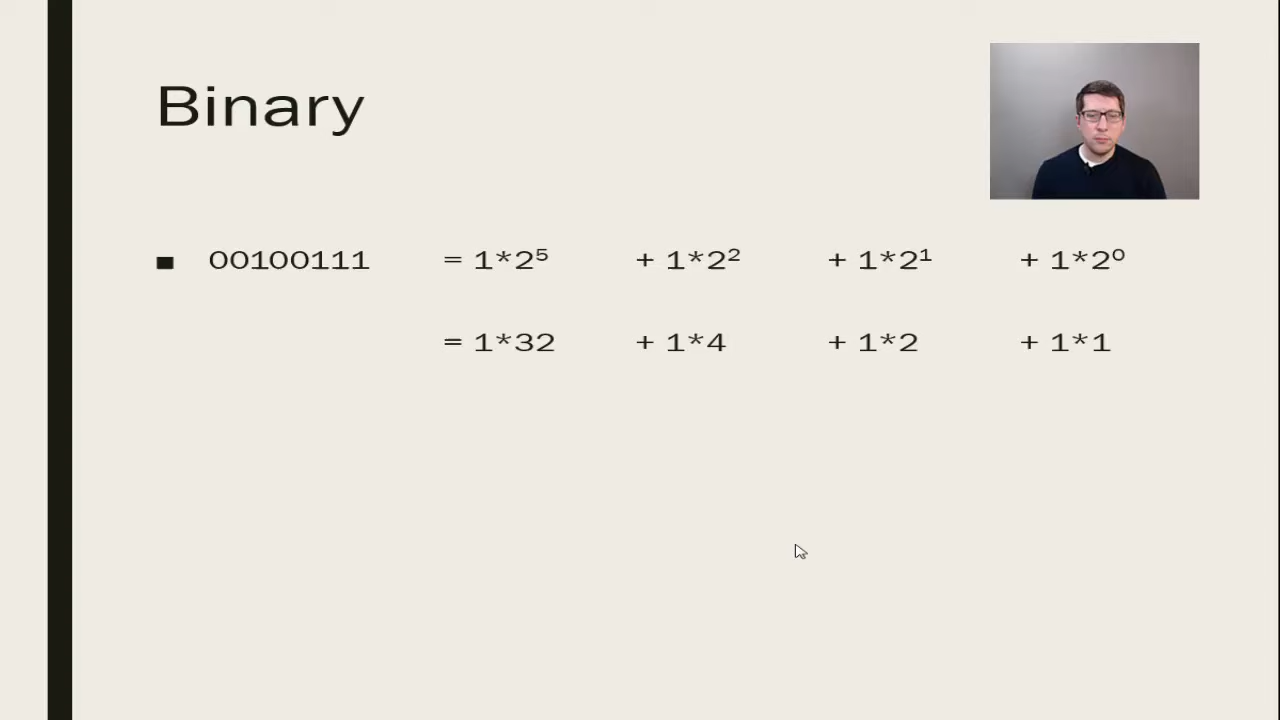 Binary
00100111 = 1*2⁵ + 1*2² + 1*2¹ + 1*2⁰
= 1*32 + 1*4 + 1*2 + 1*1